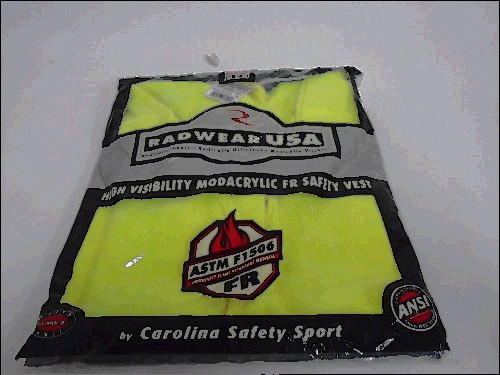 RADWEAR USA
HIGH VISIBILITY MODACRYLIC FR SAFETY VEST
ASTM F1506
FR
ANSI
by Carolina Safety Sport